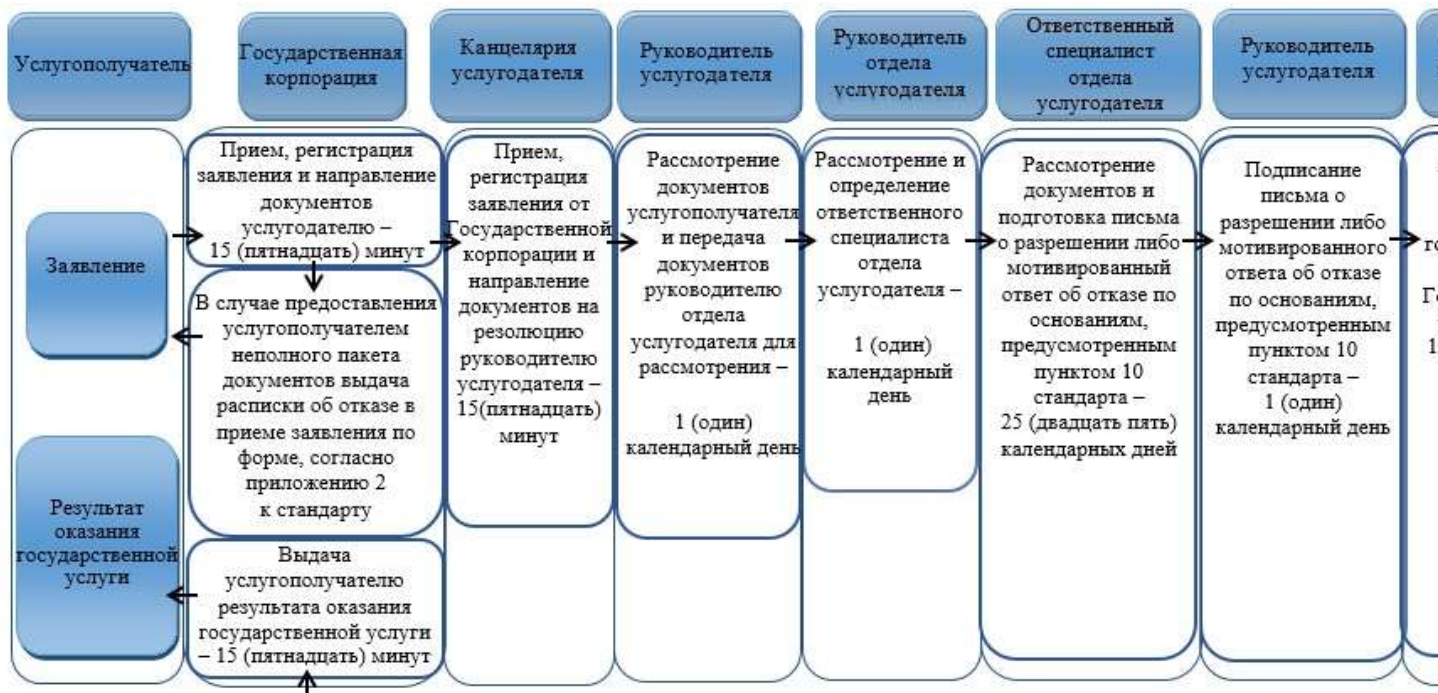 Услугополучатель
Государственная
корпорация
Канцелярия
услугодателя
Руководитель
услугодателя
Руководитель
отдела
услугодателя
Ответственный
специалист
отдела
услугодателя
Руководитель
услугодателя
Заявление
Результат
оказания
государственной
услуги
Прием, регистрация
заявления и направление
документов
услугодателю –
15 (пятнадцать) минут
В случае предоставления
услугополучателем
неполного пакета
документов выдача
расписки об отказе в
приеме заявления по
форме, согласно
приложению 2
к стандарту
Выдача
услугополучателю
результата оказания
государственной услуги
– 15 (пятнадцать) минут
Прием,
регистрация
заявления от
Государственной
корпорации и
направление
документов на
резолюцию
руководителю
услугодателя –
15(пятнадцать)
минут
Рассмотрение
документов
услугополучателя
и передача
документов
руководителю
отдела
услугодателя для
рассмотрения –
1 (один)
календарный день
Рассмотрение и
определение
ответственного
специалиста
отдела
услугодателя –
1 (один)
календарный
день
Рассмотрение
документов и
подготовка письма
о разрешении либо
мотивированный
ответ об отказе по
основаниям,
предусмотренным
пунктом 10
стандарта –
25 (двадцать пять)
календарных дней
Подписание
письма о
разрешении либо
мотивированного
ответа об отказе
по основаниям,
предусмотренным
пунктом 10
стандарта –
1 (один)
календарный день